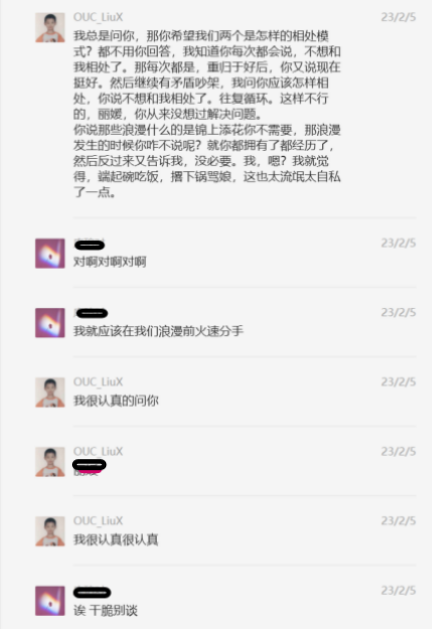 OUC_LiuX 23/2/5
我总是问你，那你希望我们两个是怎样的相处模
式？都不用你回答，我知道你每次都会说，不想和
我相处了。那每次都是，重归于好后，你又说现在
挺好。然后继续有矛盾吵架，我问你应该怎样相
处，你说不想和我相处了。往复循环。这样不行
的，丽媛，你从来没想过解决问题。
你说那些浪漫什么的是锦上添花你不需要，那浪漫
发生的时候你咋不说呢？就你都拥有了都经历了，
然后反过来又告诉我，没必要。我，嗯？我就觉
得，端起碗吃饭，撂下锅骂娘，这也太流氓太自私
了一点。
23/2/5
对啊对啊对啊
23/2/5
我就应该在我们浪漫前火速分手
OUC_LiuX 23/2/5
我很认真的问你
OUC_LiuX 23/2/5
OUC_LiuX 23/2/5
我很认真很认真
23/2/5
诶 干脆别谈